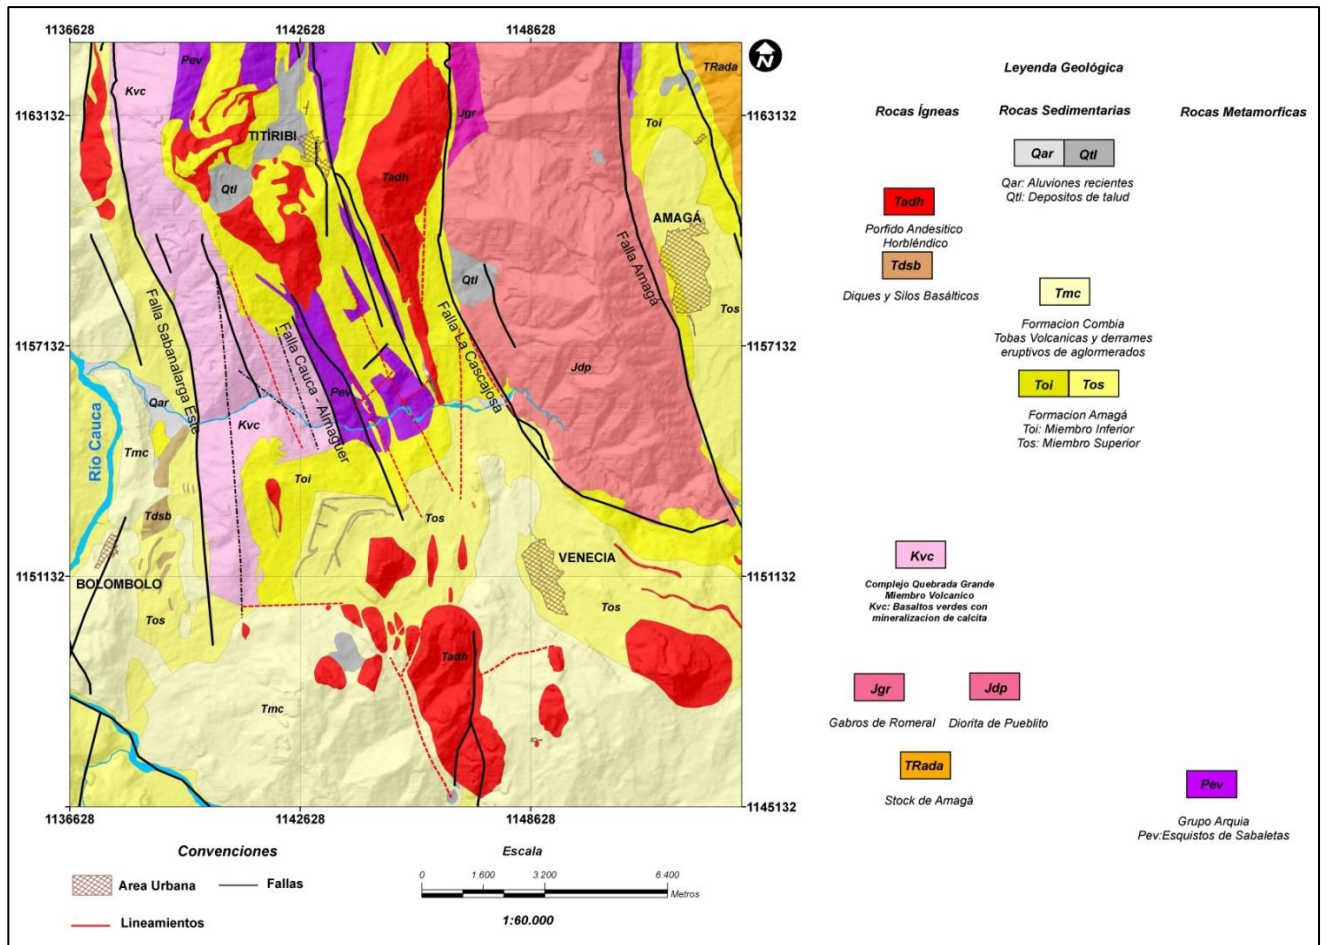 1136628
1142628
1148628
1163132
1157132
1151132
1145132
1163132
1157132
1151132
1145132
1136628
1142628
1148628
N
Pev
Kvc
TITÍRIBI
Qtl
Tadh
Jgr
TRada
Toi
AMAGÁ
Falla Amagá
Qtl
Tos
Falla Sabanalarga Este
Falla Cauca - Almaguer
Falla La Cascajosa
Jdp
Pev
Río Cauca
Qar
Kvc
Tmc
Toi
Tdsb
Tos
BOLOMBOLO
VENECIA
Tos
Tos
Tadh
Tmc
Convenciones
Area Urbana
Fallas
Lineamientos
Escala
0 1.600 3.200 6.400
Metros
1:60.000
Leyenda Geológica
Rocas Ígneas
Rocas Sedimentarias
Rocas Metamorficas
Qar
Qtl
Qar: Aluviones recientes
Qtl: Depositos de talud
Tadh
Porfido Andesitico
Horbléndico
Tdsb
Diques y Silos Basálticos
Tmc
Formacion Combia
Tobas Volcanicas y derrames
eruptivos de aglormerados
Toi
Tos
Formacion Amagá
Toi: Miembro Inferior
Tos: Miembro Superior
Kvc
Complejo Quebrada Grande
Miembro Volcanico
Kvc: Basaltos verdes con
mineralizacion de calcita
Jgr
Gabros de Romeral
Jdp
Diorita de Pueblito
TRada
Stock de Amagá
Pev
Grupo Arquia
Pev:Esquistos de Sabaletas